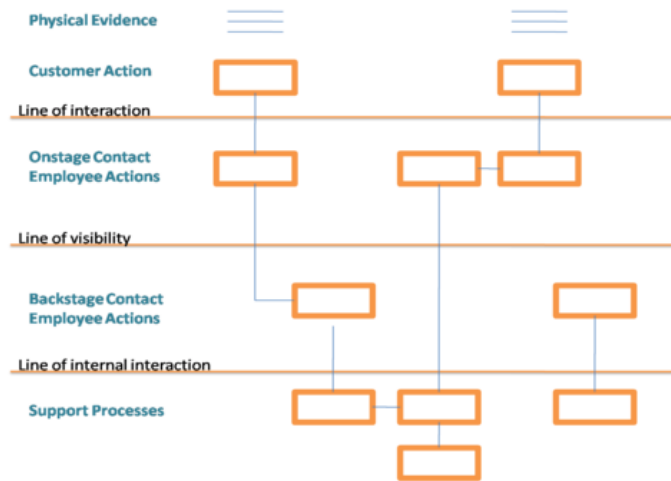 Physical Evidence
Customer Action
Line of interaction
Onstage Contact
Employee Actions
Line of visibility
Backstage Contact
Employee Actions
Line of internal interaction
Support Processes